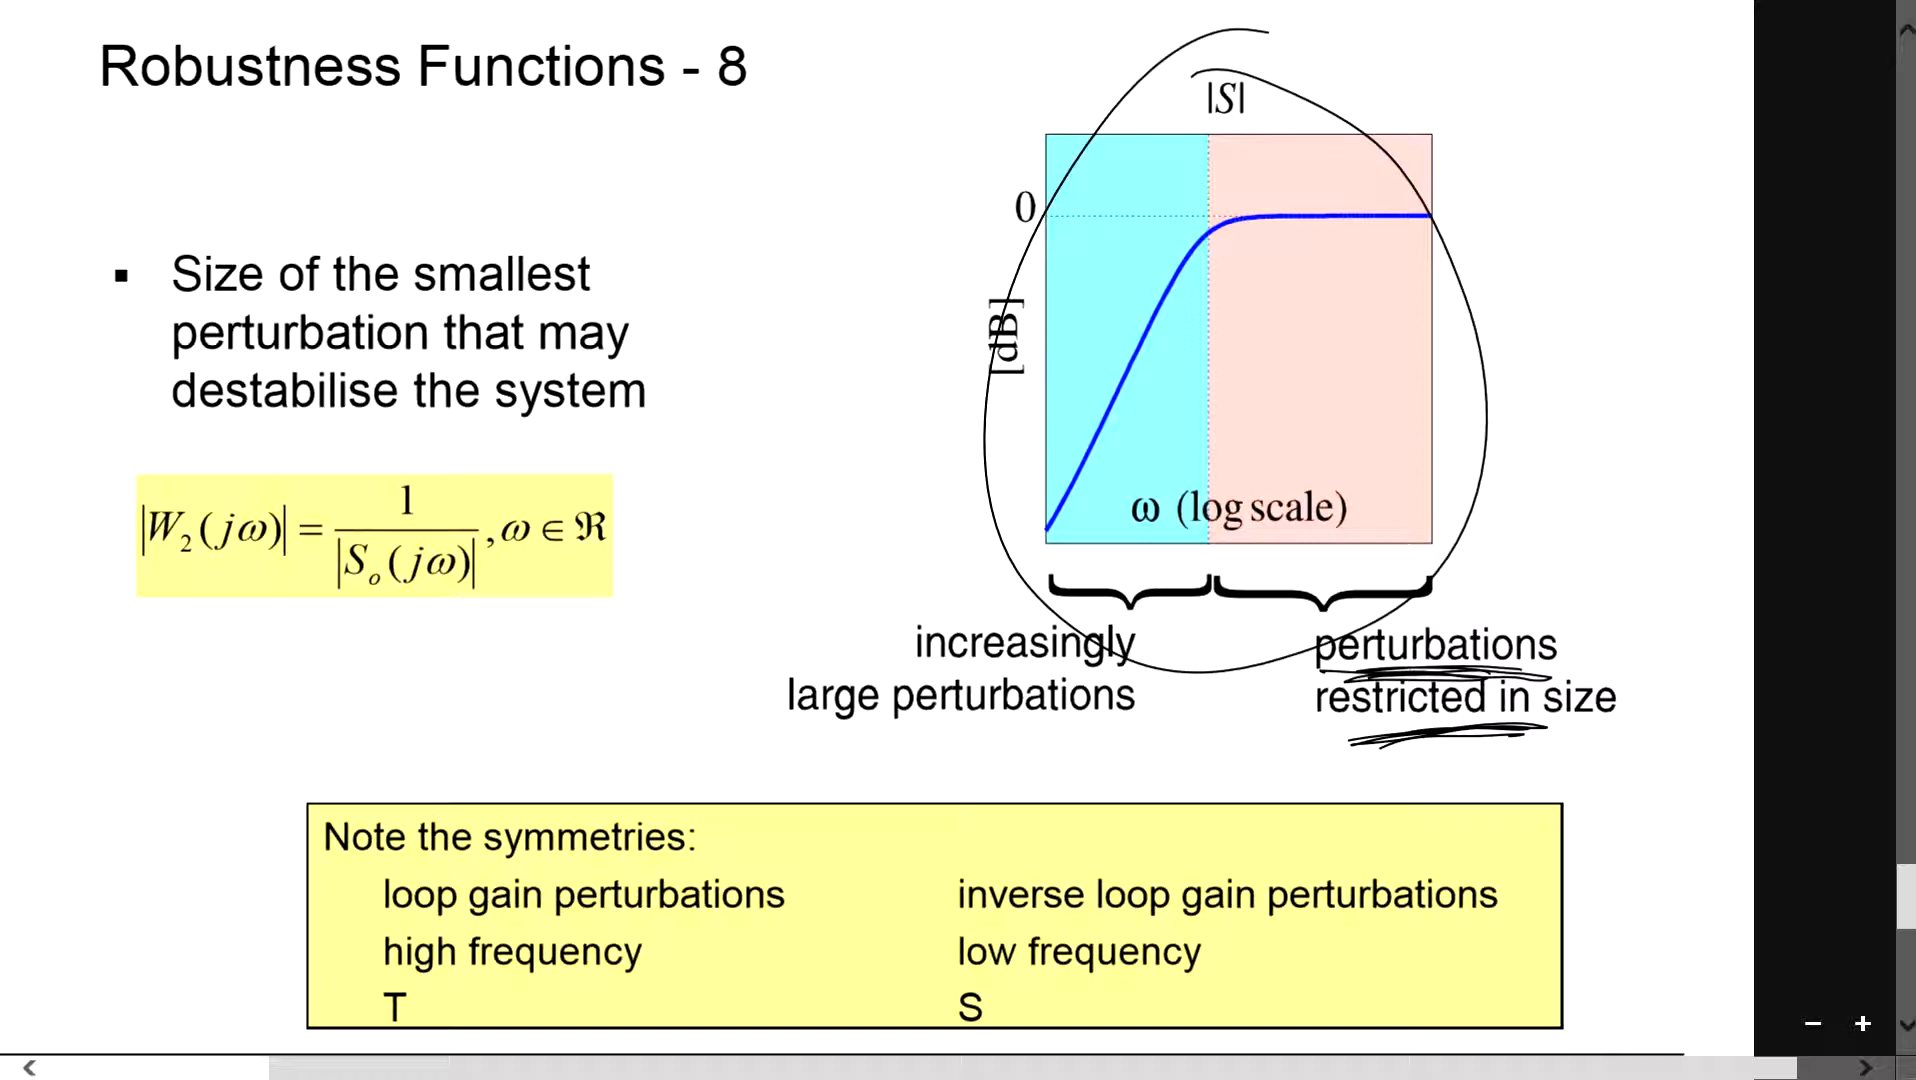 Robustness Functions - 8
|S|
0
[dB]
ω (log scale)
▪ Size of the smallest
perturbation that may
destabilise the system
|W₂(jω)| = 1 / |Sₒ(jω)|, ω ∈ ℜ
increasingly
large perturbations
perturbations
restricted in size
Note the symmetries:
loop gain perturbations inverse loop gain perturbations
high frequency low frequency
T S